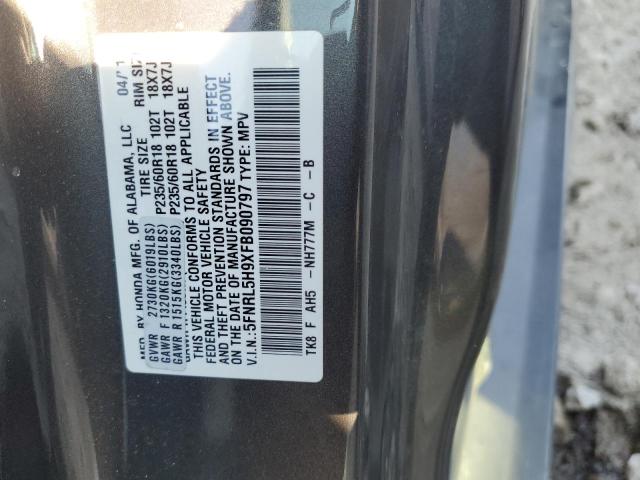 MFD. BY HONDA MFG. OF ALABAMA, LLC 04/
TIRE SIZE RIM SIZE
GVWR 2730KG(6019LBS)
GAWR F 1320KG(2910LBS) P235/60R18 102T 18X7J
GAWR R 1515KG(3340LBS) P235/60R18 102T 18X7J
THIS VEHICLE CONFORMS TO ALL APPLICABLE
FEDERAL MOTOR VEHICLE SAFETY
AND THEFT PREVENTION STANDARDS IN EFFECT
ON THE DATE OF MANUFACTURE SHOWN ABOVE.
V.I.N.:5FNRL5H9XFB090797 TYPE: MPV
TK8 F AH5 -NH777M -C -B